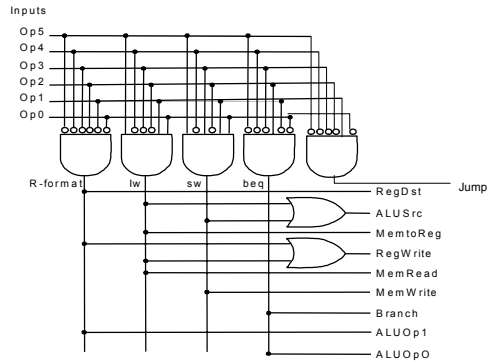 Inputs
Op5
Op4
Op3
Op2
Op1
Op0
R-format lw sw beq
RegDst
Jump
ALUSrc
MemtoReg
RegWrite
MemRead
MemWrite
Branch
ALUOp1
ALUOpO